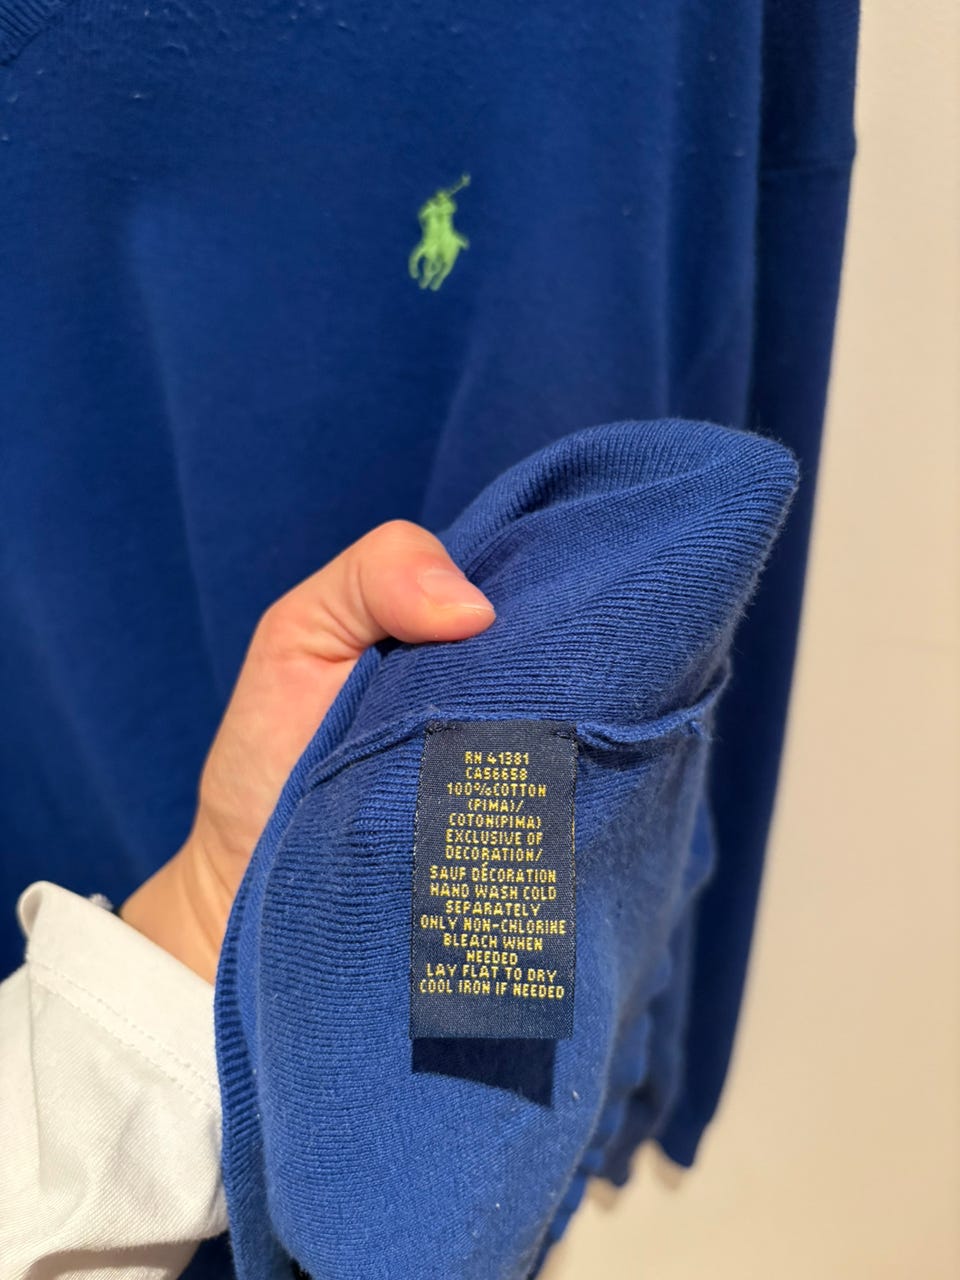 RN 41381
CA56658
100%COTTON
(PIMA)/
COTON(PIMA)
EXCLUSIVE OF
DECORATION/
SAUF DÉCORATION
HAND WASH COLD
SEPARATELY
ONLY NON-CHLORINE
BLEACH WHEN
NEEDED
LAY FLAT TO DRY
COOL IRON IF NEEDED